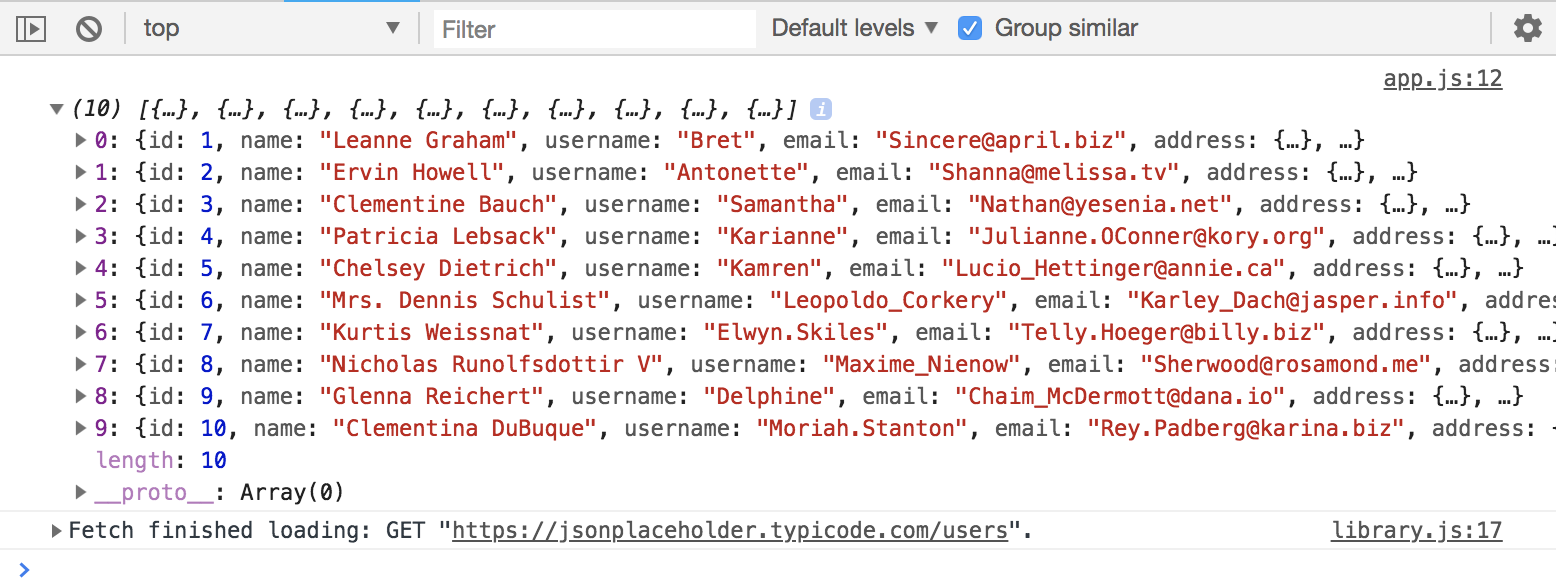 top Filter Default levels Group similar
app.js:12
(10) [{…}, {…}, {…}, {…}, {…}, {…}, {…}, {…}, {…}, {…}] i
0: {id: 1, name: "Leanne Graham", username: "Bret", email: "Sincere@april.biz", address: {…}, …}
1: {id: 2, name: "Ervin Howell", username: "Antonette", email: "Shanna@melissa.tv", address: {…}, …}
2: {id: 3, name: "Clementine Bauch", username: "Samantha", email: "Nathan@yesenia.net", address: {…}, …}
3: {id: 4, name: "Patricia Lebsack", username: "Karianne", email: "Julianne.OConner@kory.org", address: {…}, …}
4: {id: 5, name: "Chelsey Dietrich", username: "Kamren", email: "Lucio_Hettinger@annie.ca", address: {…}, …}
5: {id: 6, name: "Mrs. Dennis Schulist", username: "Leopoldo_Corkery", email: "Karley_Dach@jasper.info", addre
6: {id: 7, name: "Kurtis Weissnat", username: "Elwyn.Skiles", email: "Telly.Hoeger@billy.biz", address: {…}, …}
7: {id: 8, name: "Nicholas Runolfsdottir V", username: "Maxime_Nienow", email: "Sherwood@rosamond.me", address:
8: {id: 9, name: "Glenna Reichert", username: "Delphine", email: "Chaim_McDermott@dana.io", address: {…}, …}
9: {id: 10, name: "Clementina DuBuque", username: "Moriah.Stanton", email: "Rey.Padberg@karina.biz", address: {
length: 10
__proto__: Array(0)
Fetch finished loading: GET "https://jsonplaceholder.typicode.com/users". library.js:17